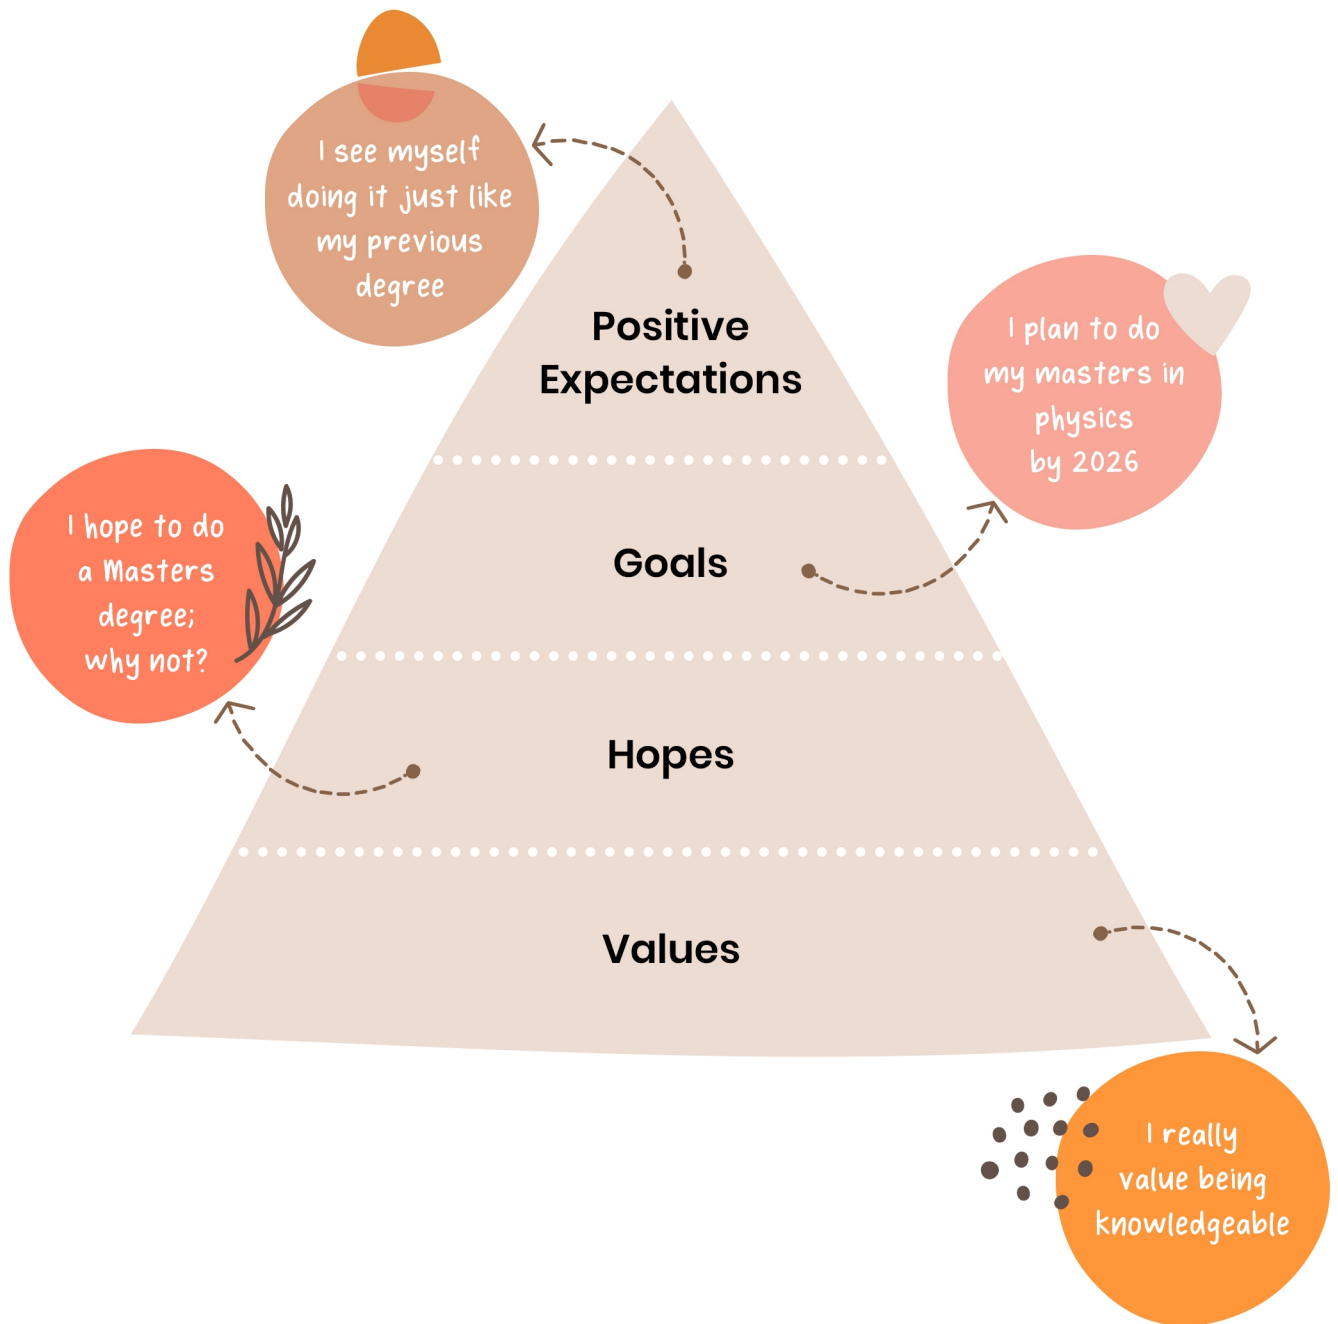 I see myself
doing it just like
my previous
degree
Positive
Expectations
I plan to do
my masters in
physics
by 2026
Goals
I hope to do
a Masters
degree;
why not?
Hopes
Values
I really
value being
knowledgeable